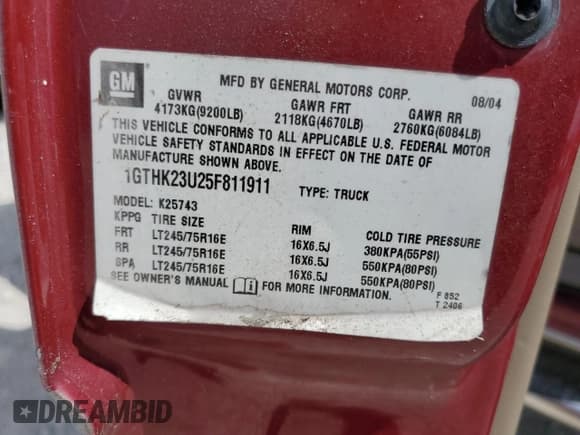 GM
MFD BY GENERAL MOTORS CORP. 08/04
GVWR GAWR FRT GAWR RR
4173KG(9200LB) 2118KG(4670LB) 2760KG(6084LB)
THIS VEHICLE CONFORMS TO ALL APPLICABLE U.S. FEDERAL MOTOR
VEHICLE SAFETY STANDARDS IN EFFECT ON THE DATE OF
MANUFACTURE SHOWN ABOVE.
1GTHK23U25F811911 TYPE: TRUCK
MODEL: K25743
KPPG TIRE SIZE RIM COLD TIRE PRESSURE
FRT LT245/75R16E 16X6.5J 380KPA(55PSI)
RR LT245/75R16E 16X6.5J 550KPA(80PSI)
SPA LT245/75R16E 16X6.5J 550KPA(80PSI)
SEE OWNER'S MANUAL FOR MORE INFORMATION.
F 852
T 2406
DREAMBID